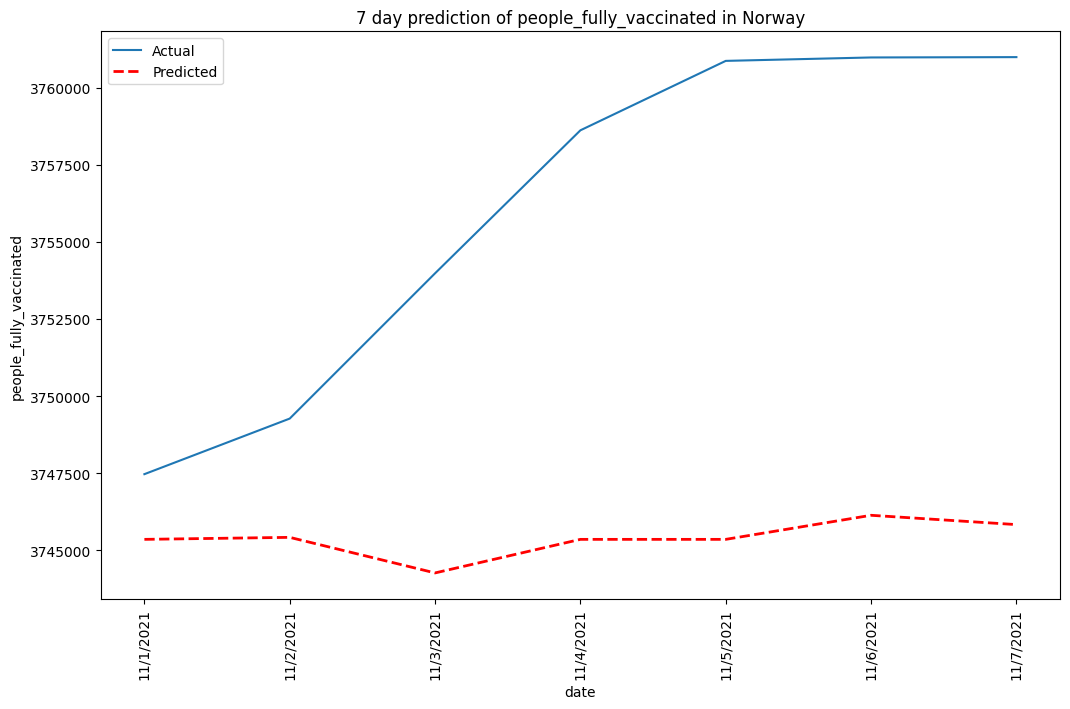 7 day prediction of people_fully_vaccinated in Norway
Actual
Predicted
3760000
3757500
3755000
3752500
3750000
3747500
3745000
people_fully_vaccinated
11/1/2021
11/2/2021
11/3/2021
11/4/2021
11/5/2021
11/6/2021
11/7/2021
date